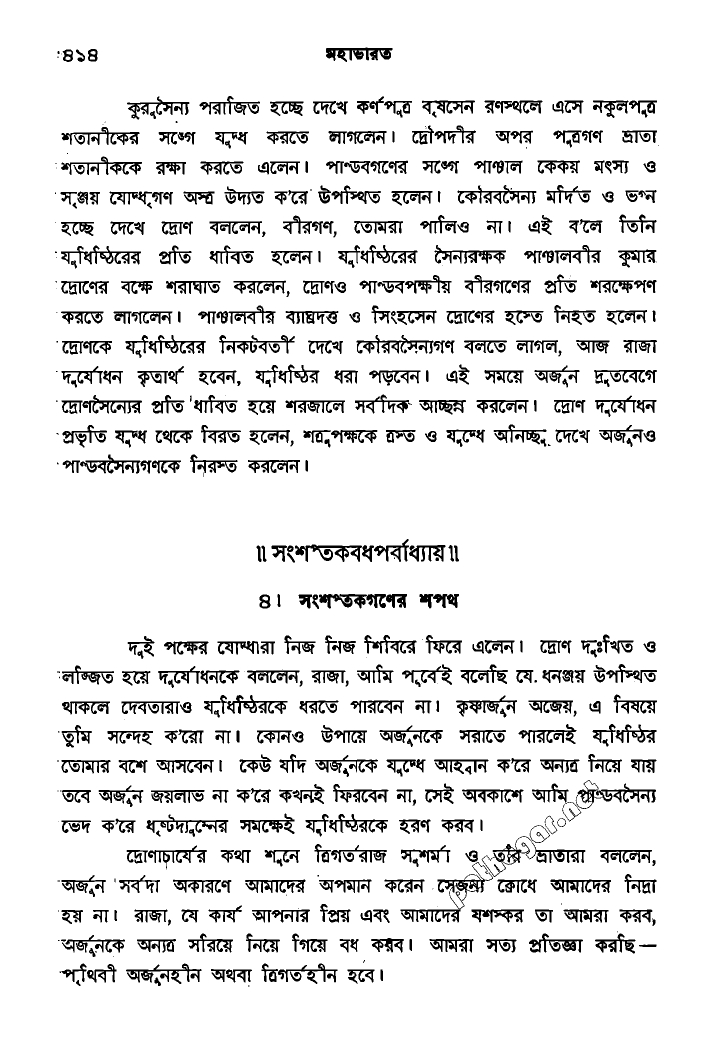 ৪১৪
মহাভারত
কুরুসৈন্য পরাজিত হচ্ছে দেখে কর্ণপুত্র বৃষসেন রণস্থলে এসে নকুলপুত্র
শতানীকের সঙ্গে যুদ্ধ করতে লাগলেন। দ্রৌপদীর অপর পুত্রগণ ভ্রাতা
শতানীককে রক্ষা করতে এলেন। পাণ্ডবগণের সঙ্গে পাঞ্চাল কেকয় মৎস্য ও
সৃঞ্জয় যোদ্ধৃগণ অস্ত্র উদ্যত ক'রে উপস্থিত হলেন। কৌরবসৈন্য মর্দিত ও ভগ্ন
হচ্ছে দেখে দ্রোণ বললেন, বীরগণ, তোমরা পালিও না। এই ব'লে তিনি
যুধিষ্ঠিরের প্রতি ধাবিত হলেন। যুধিষ্ঠিরের সৈন্যরক্ষক পাঞ্চালবীর কুমার
দ্রোণের বক্ষে শরাঘাত করলেন, দ্রোণও পাণ্ডবপক্ষীয় বীরগণের প্রতি শরক্ষেপণ
করতে লাগলেন। পাঞ্চালবীর ব্যাঘ্রদত্ত ও সিংহসেন দ্রোণের হস্তে নিহত হলেন।
দ্রোণকে যুধিষ্ঠিরের নিকটবর্তী দেখে কৌরবসৈন্যগণ বলতে লাগল, আজ রাজা
দুর্যোধন কৃতার্থ হবেন, যুধিষ্ঠির ধরা পড়বেন। এই সময়ে অর্জুন দ্রুতবেগে
দ্রোণসৈন্যের প্রতি ধাবিত হয়ে শরজালে সর্বদিক আচ্ছন্ন করলেন। দ্রোণ দুর্যোধন
প্রভৃতি যুদ্ধ থেকে বিরত হলেন, শত্রুপক্ষকে ত্রস্ত ও যুদ্ধে অনিচ্ছু দেখে অর্জুনও
পাণ্ডবসৈন্যগণকে নিরস্ত করলেন।
॥ সংশপ্তকবধপর্বাধ্যায় ॥
৪। সংশপ্তকগণের শপথ
দুই পক্ষের যোদ্ধারা নিজ নিজ শিবিরে ফিরে এলেন। দ্রোণ দুঃখিত ও
লজ্জিত হয়ে দুর্যোধনকে বললেন, রাজা, আমি পূর্বেই বলেছি যে ধনঞ্জয় উপস্থিত
থাকলে দেবতারাও যুধিষ্ঠিরকে ধরতে পারবেন না। কৃষ্ণার্জুন অজেয়, এ বিষয়ে
তুমি সন্দেহ ক'রো না। কোনও উপায়ে অর্জুনকে সরাতে পারলেই যুধিষ্ঠির
তোমার বশে আসবেন। কেউ যদি অর্জুনকে যুদ্ধে আহ্বান ক'রে অন্যত্র নিয়ে যায়
তবে অর্জুন জয়লাভ না ক'রে কখনই ফিরবেন না, সেই অবকাশে আমি পাণ্ডবসৈন্য
ভেদ ক'রে ধৃষ্টদ্যুম্নের সমক্ষেই যুধিষ্ঠিরকে হরণ করব।
দ্রোণাচার্যের কথা শুনে ত্রিগর্তরাজ সুশর্মা ও তাঁর ভ্রাতারা বললেন,
অর্জুন সর্বদা অকারণে আমাদের অপমান করেন সেজন্য ক্রোধে আমাদের নিদ্রা
হয় না। রাজা, যে কার্য আপনার প্রিয় এবং আমাদের যশস্কর তা আমরা করব,
অর্জুনকে অন্যত্র সরিয়ে নিয়ে গিয়ে বধ করব। আমরা সত্য প্রতিজ্ঞা করছি—
পৃথিবী অর্জুনহীন অথবা ত্রিগর্তহীন হবে।
pathagar.net